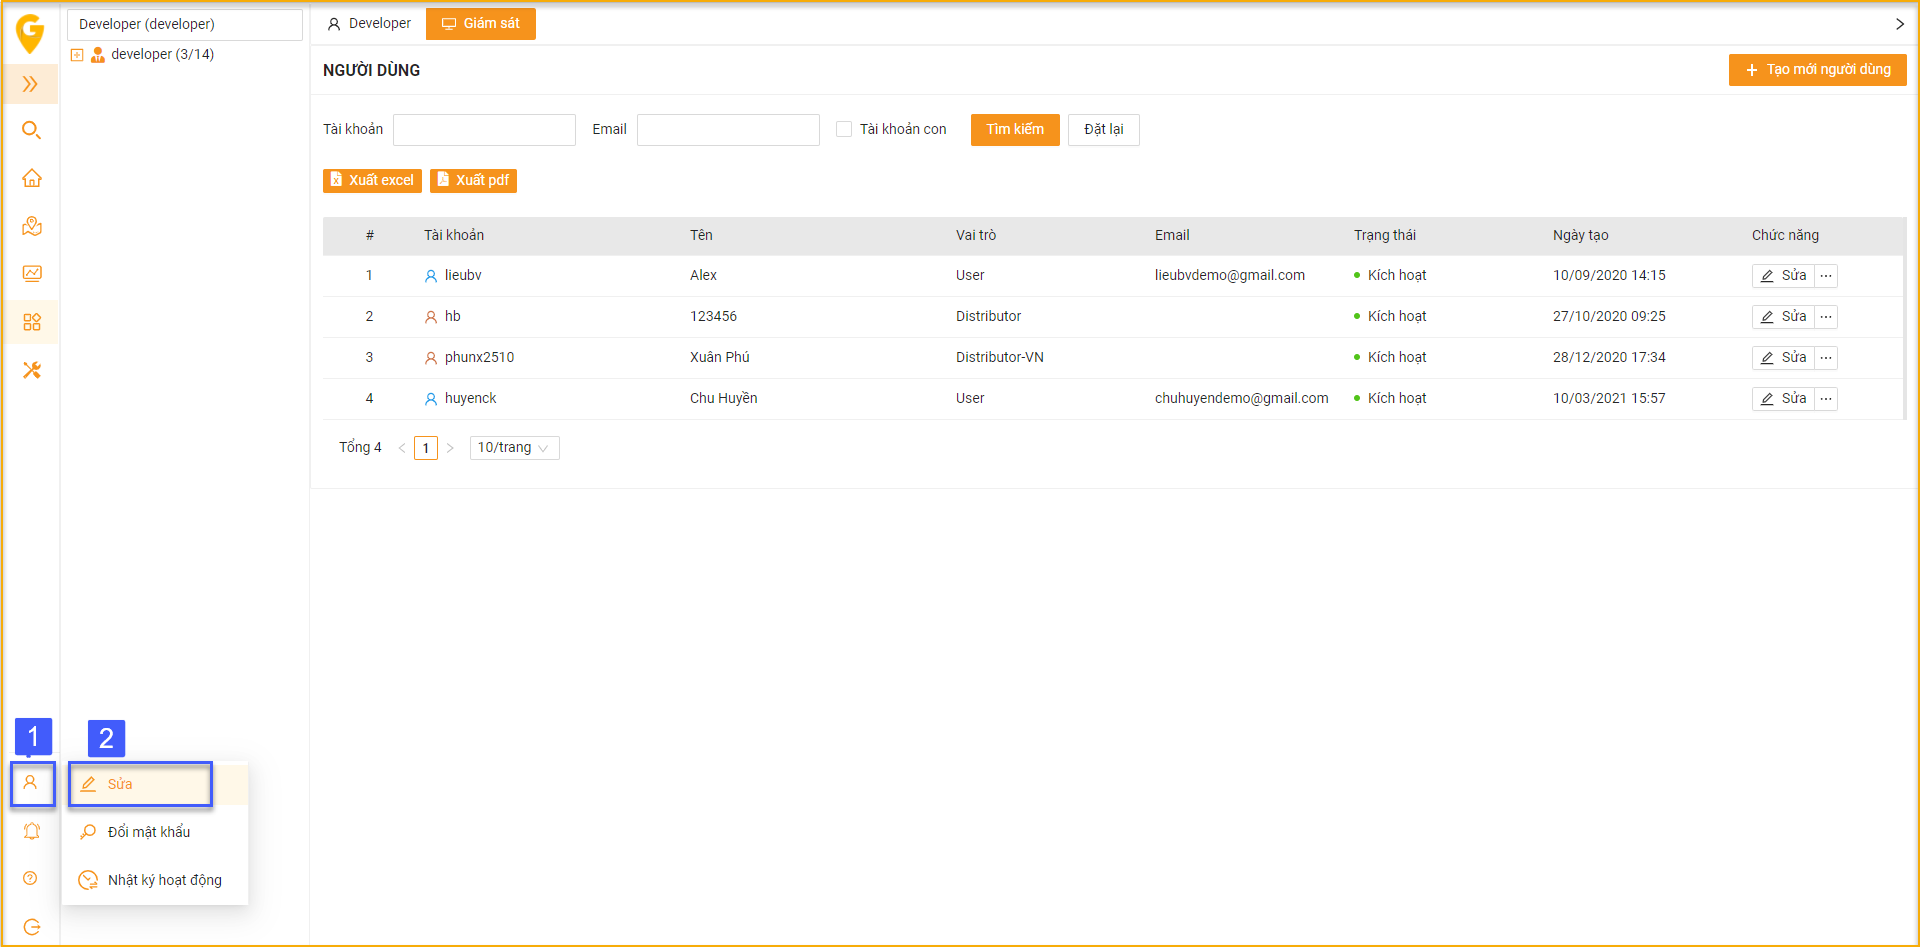 G
Developer (developer)
developer (3/14)
Developer
Giám sát
NGƯỜI DÙNG
+ Tạo mới người dùng
Tài khoản
Email
Tài khoản con
Tìm kiếm
Đặt lại
Xuất excel
Xuất pdf
# Tài khoản Tên Vai trò Email Trạng thái Ngày tạo Chức năng
1 lieubv Alex User lieubvdemo@gmail.com Kích hoạt 10/09/2020 14:15 Sửa ...
2 hb 123456 Distributor Kích hoạt 27/10/2020 09:25 Sửa ...
3 phunx2510 Xuân Phú Distributor-VN Kích hoạt 28/12/2020 17:34 Sửa ...
4 huyenck Chu Huyền User chuhuyendemo@gmail.com Kích hoạt 10/03/2021 15:57 Sửa ...
Tổng 4 < 1 > 10/trang
1
2
Sửa
Đổi mật khẩu
Nhật ký hoạt động